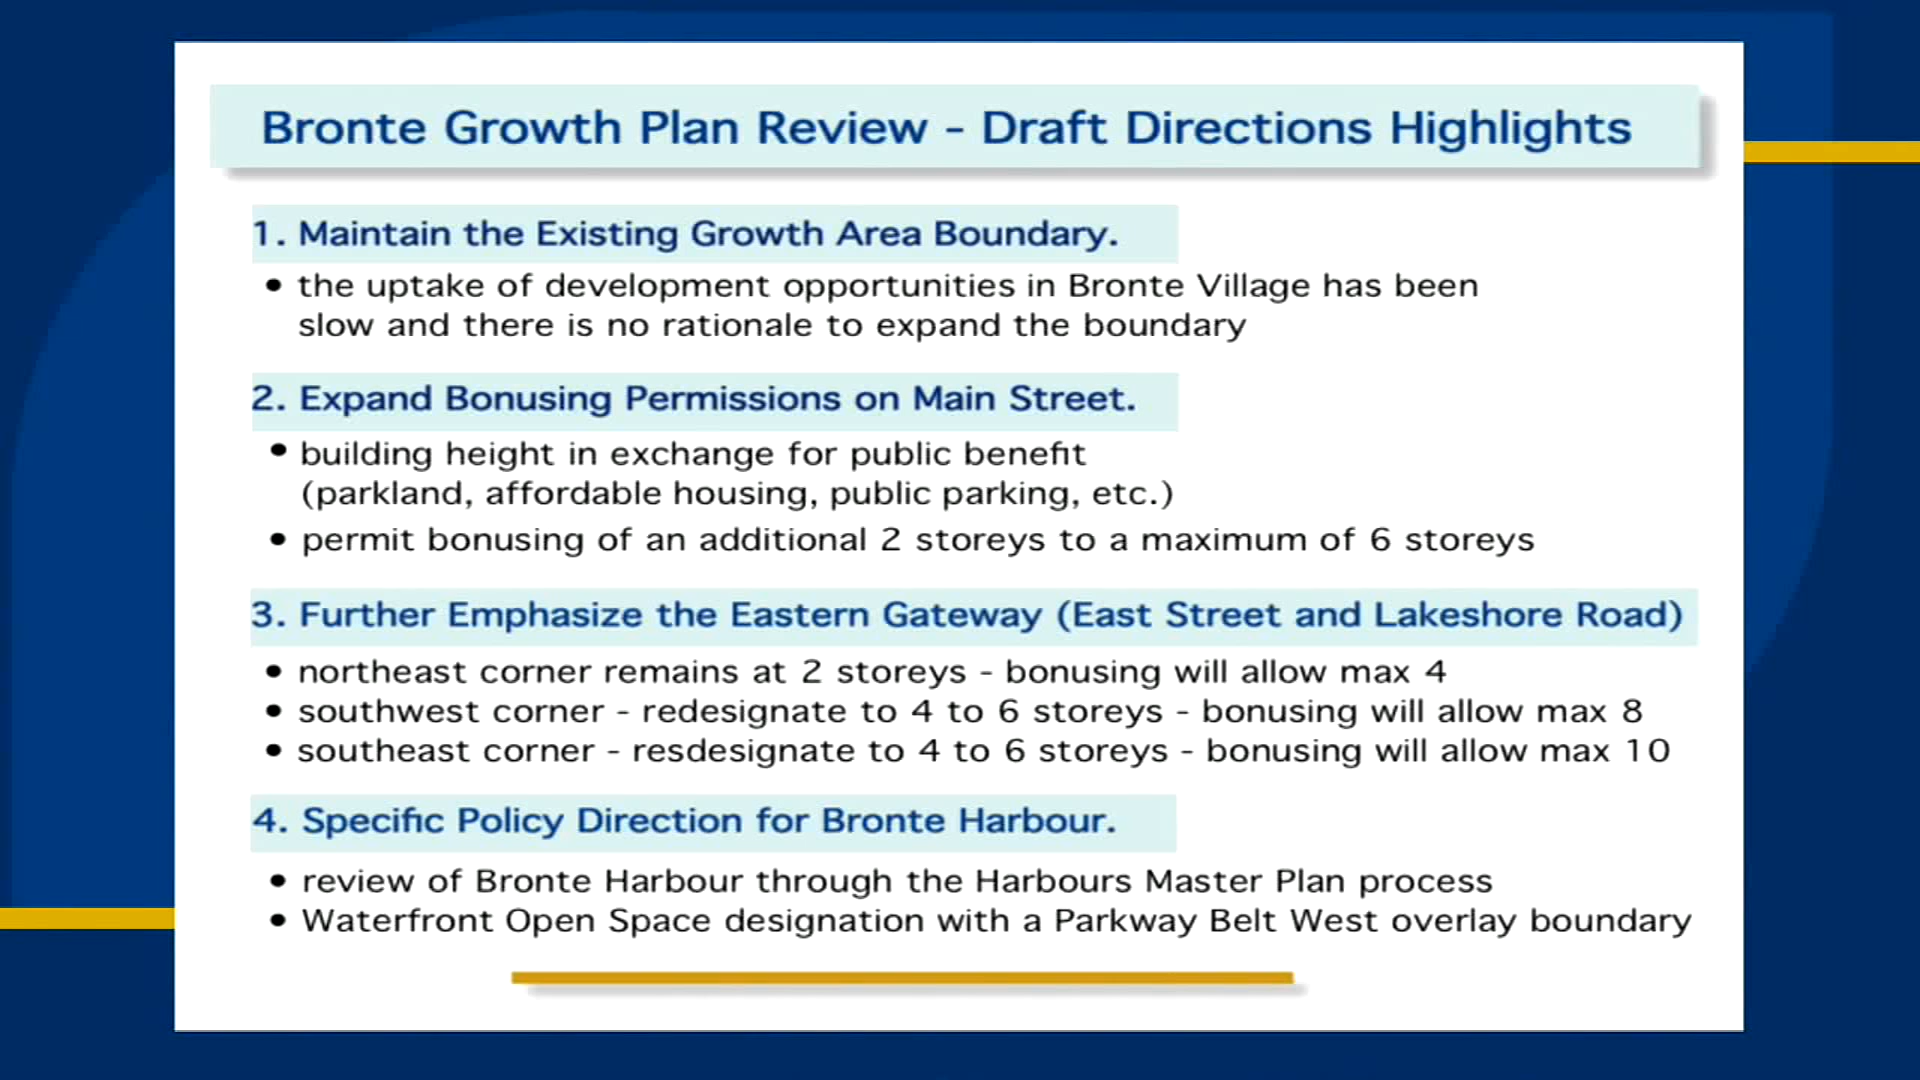 Bronte Growth Plan Review - Draft Directions Highlights
1. Maintain the Existing Growth Area Boundary.
• the uptake of development opportunities in Bronte Village has been
slow and there is no rationale to expand the boundary
2. Expand Bonusing Permissions on Main Street.
• building height in exchange for public benefit
(parkland, affordable housing, public parking, etc.)
• permit bonusing of an additional 2 storeys to a maximum of 6 storeys
3. Further Emphasize the Eastern Gateway (East Street and Lakeshore Road)
• northeast corner remains at 2 storeys - bonusing will allow max 4
• southwest corner - redesignate to 4 to 6 storeys - bonusing will allow max 8
• southeast corner - resdesignate to 4 to 6 storeys - bonusing will allow max 10
4. Specific Policy Direction for Bronte Harbour.
• review of Bronte Harbour through the Harbours Master Plan process
• Waterfront Open Space designation with a Parkway Belt West overlay boundary